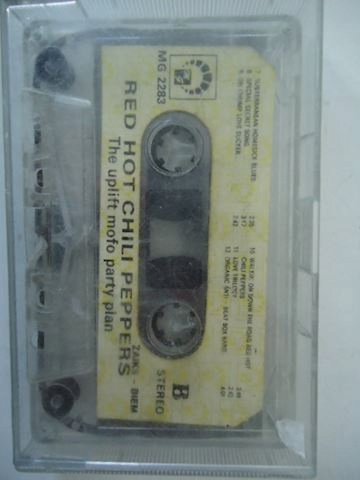 MG 2283
7. SUBTERRANEAN HOMESICK BLUES
8. SPECIAL SECRET SONG
9. NO CHUMP LOVE SUCKER
10. WALKIN' ON DOWN THE ROAD
CHILI PEPPERS
11. LOVE TRILOGY
12. ORGANIC ANTI - BEAT BOX BAND
RED HOT CHILI PEPPERS
The uplift mofo party plan
ZAIKS - BIEM
B
STEREO